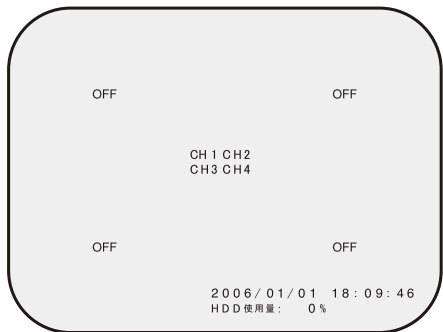 OFF OFF
CH1 CH2
CH3 CH4
OFF OFF
2006/01/01 18:09:46
HDD使用量: 0%